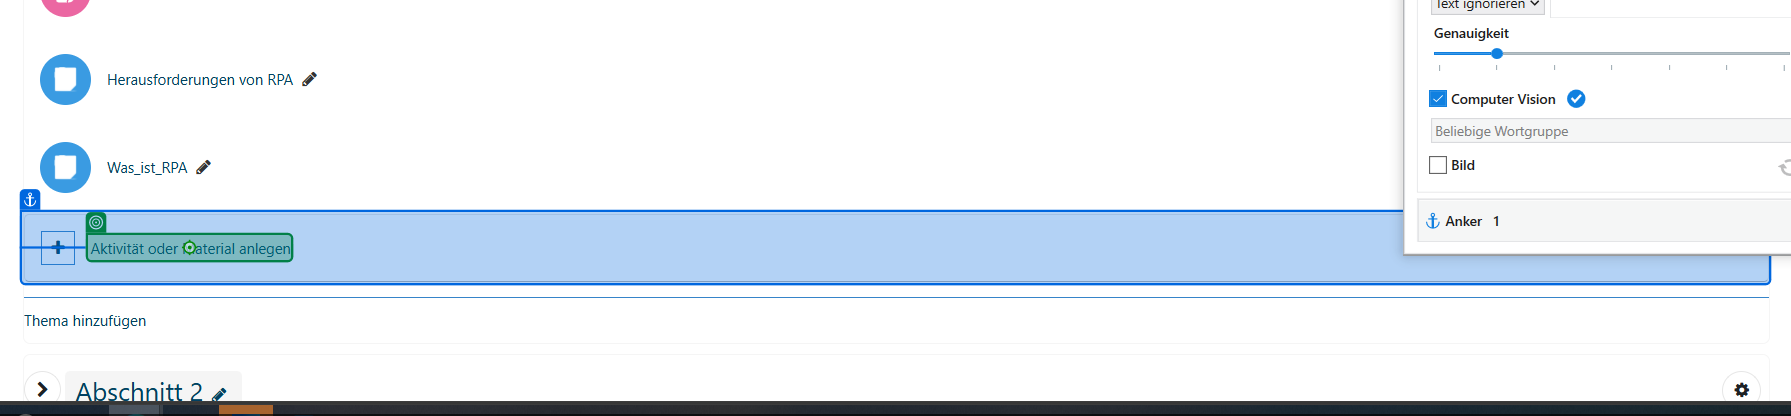 Text ignorieren
Genauigkeit
Herausforderungen von RPA
Computer Vision
Beliebige Wortgruppe
Bild
Was_ist_RPA
Anker 1
Aktivität oder Material anlegen
Thema hinzufügen
Abschnitt 2